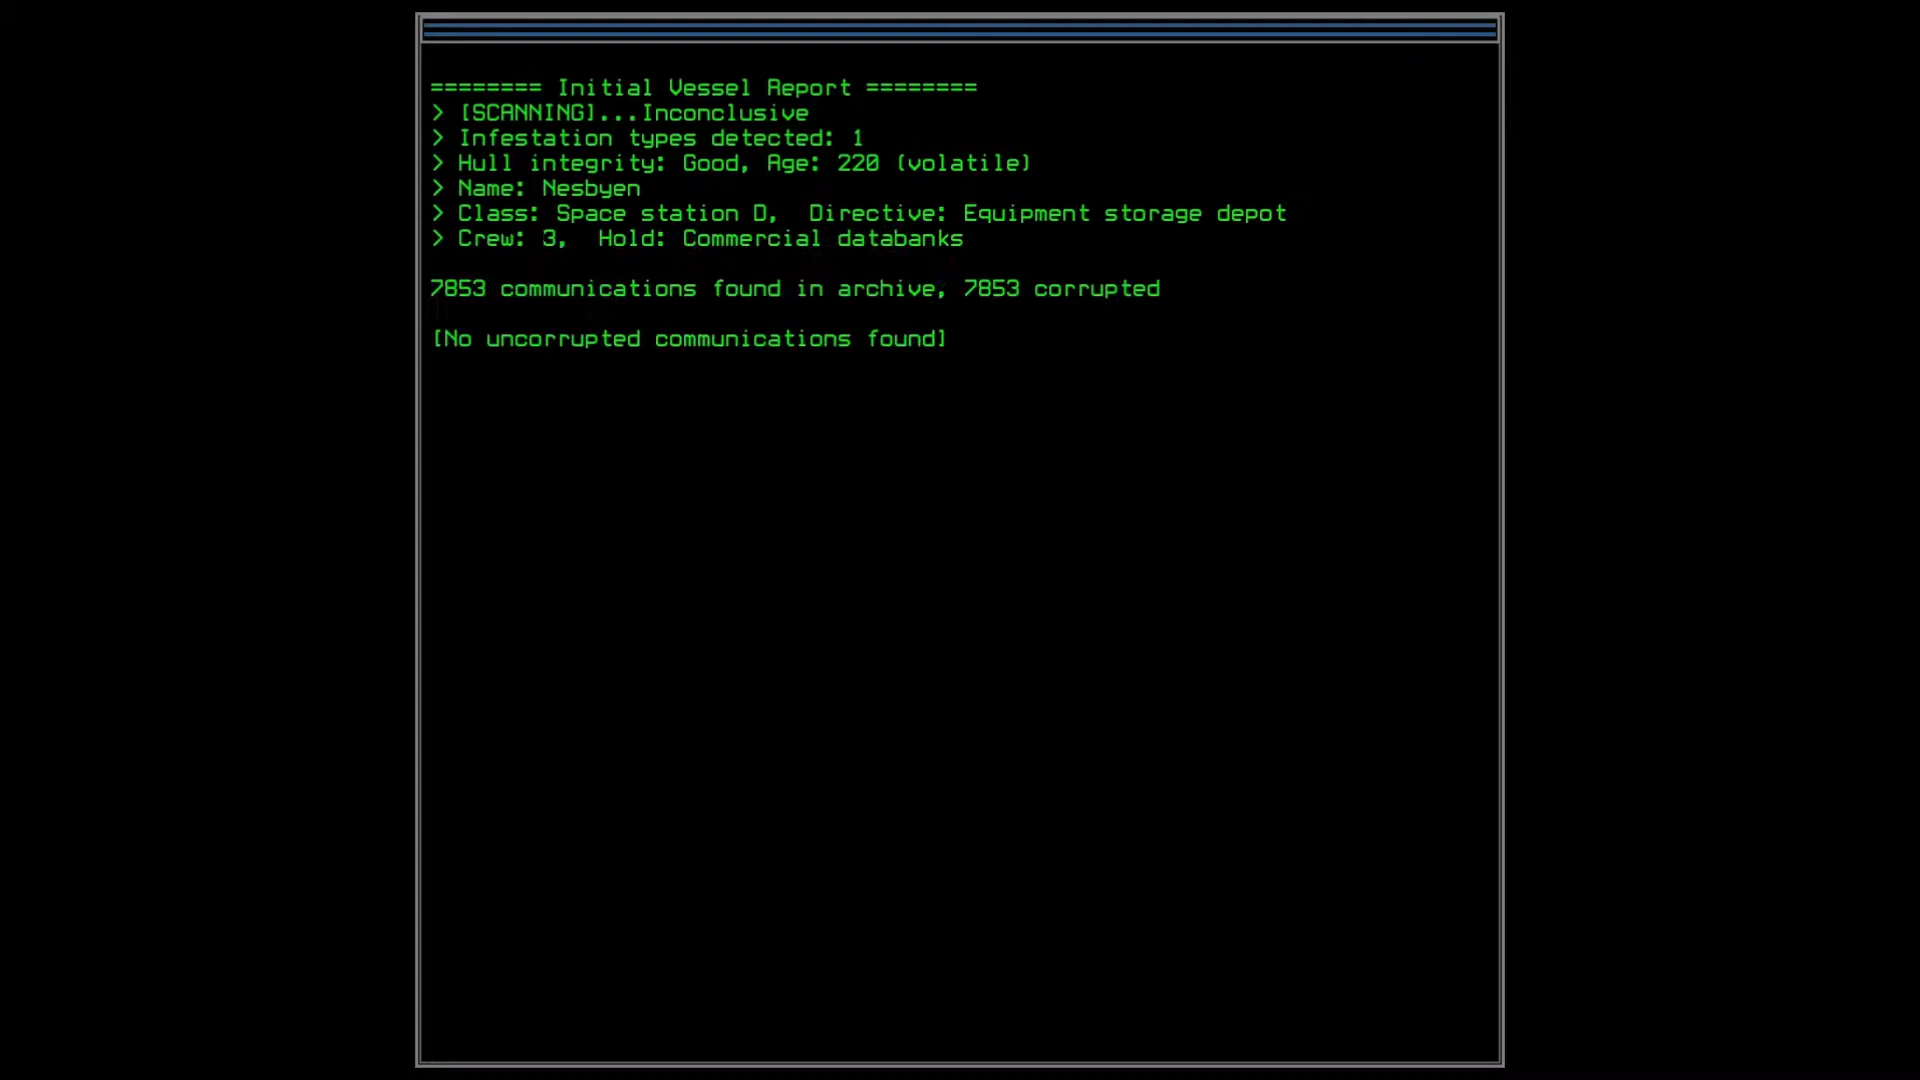 ======== Initial Vessel Report ========
> [SCANNING]...Inconclusive
> Infestation types detected: 1
> Hull integrity: Good, Age: 220 (volatile)
> Name: Nesbyen
> Class: Space station D,  Directive: Equipment storage depot
> Crew: 3,  Hold: Commercial databanks
7853 communications found in archive, 7853 corrupted
[No uncorrupted communications found]